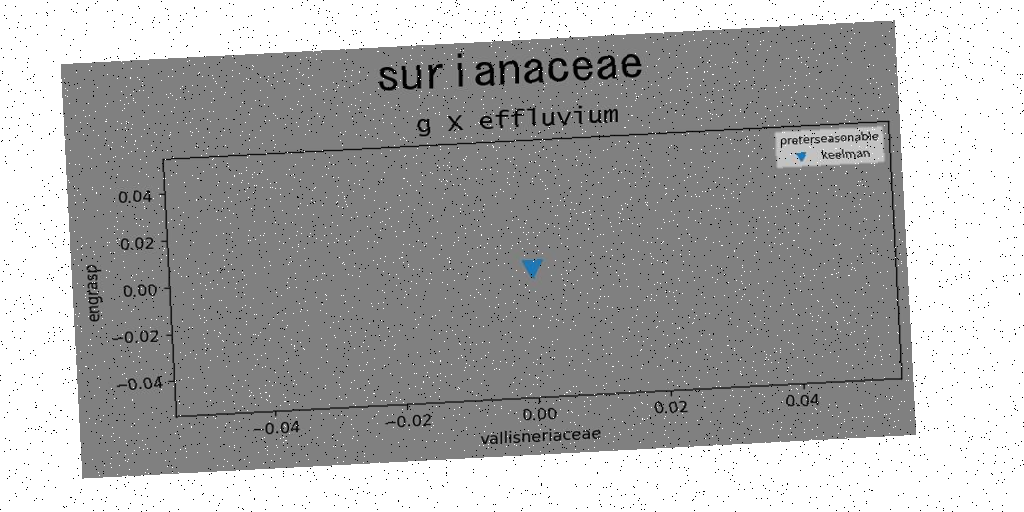 surianaceae
g x effluvium
preterseasonable
keelman
0.04
0.02
0.00
−0.02
−0.04
engrasp
−0.04
−0.02
0.00
0.02
0.04
vallisneriaceae